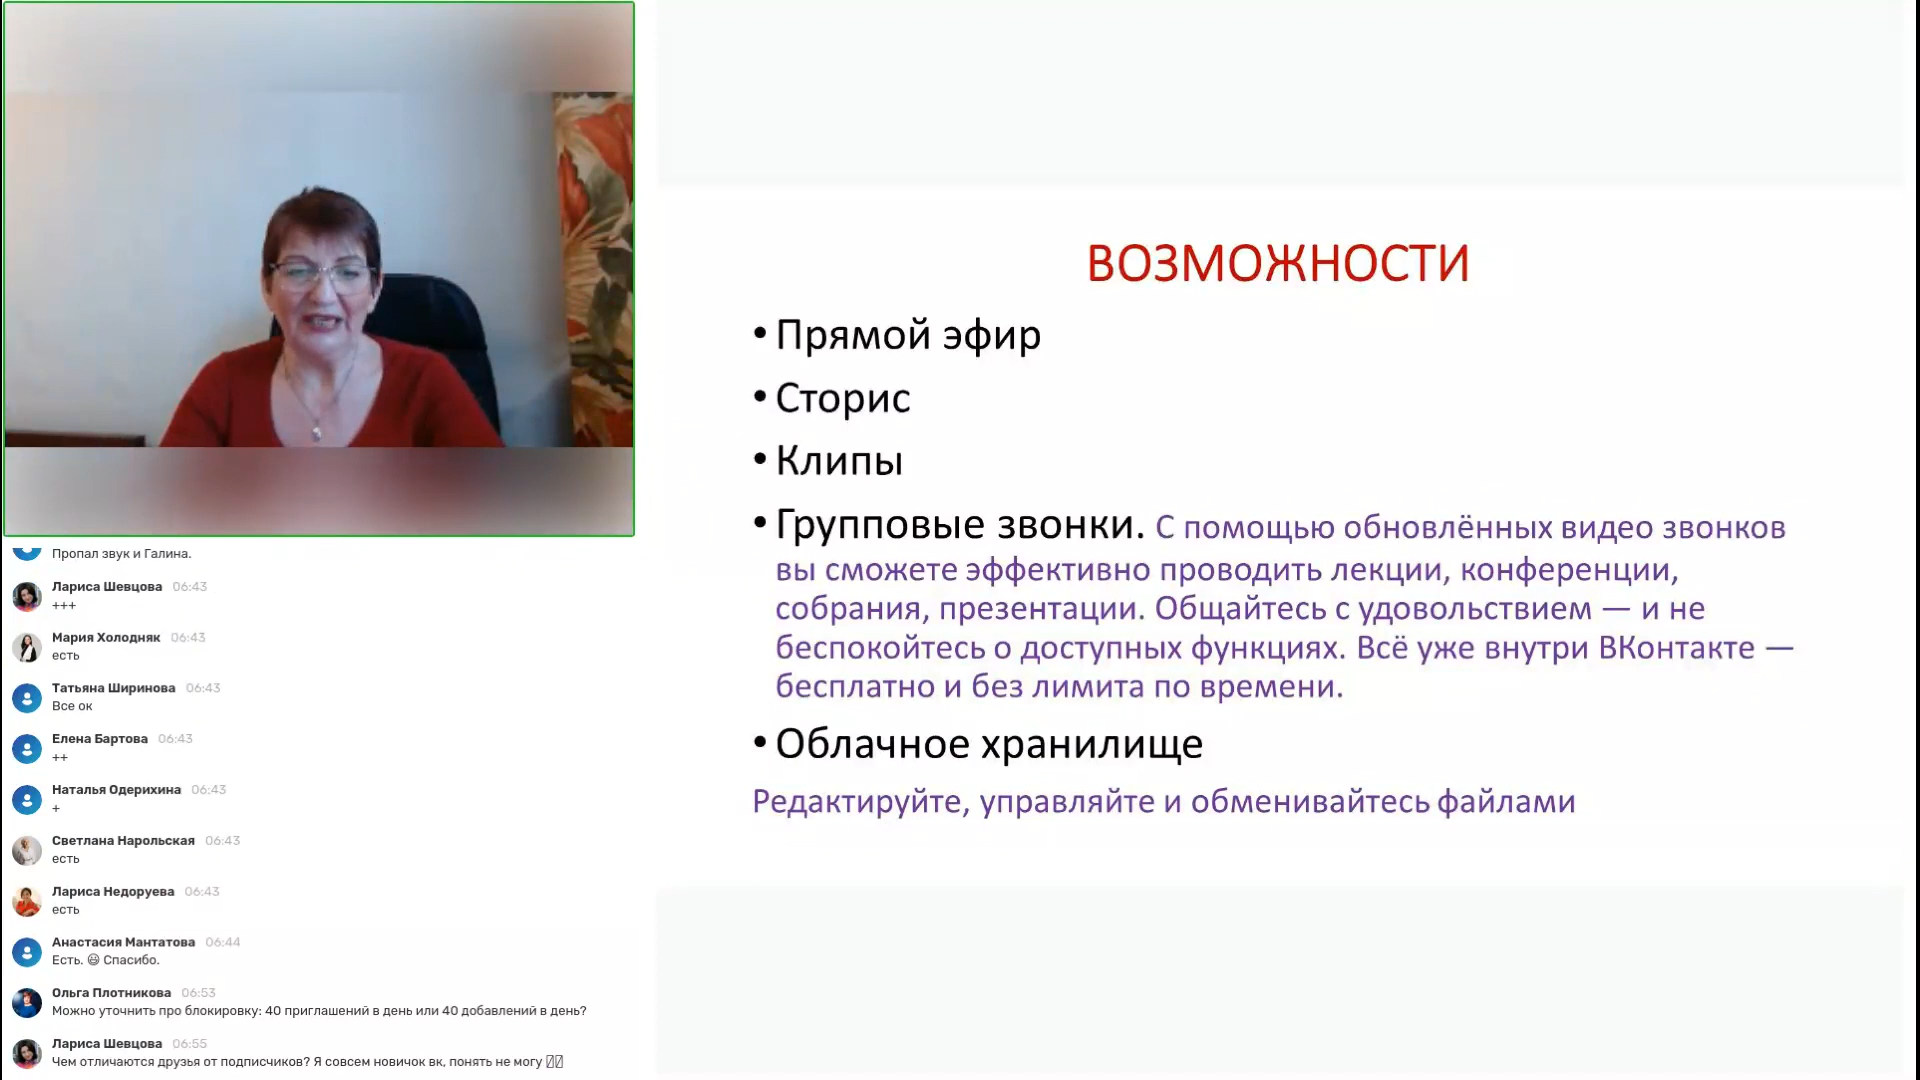 Пропал звук и Галина.
Лариса Шевцова 06:43
+++
Мария Холодняк 06:43
есть
Татьяна Ширинова 06:43
Все ок
Елена Бартова 06:43
++
Наталья Одерихина 06:43
+
Светлана Нарольская 06:43
есть
Лариса Недоруева 06:43
есть
Анастасия Мантатова 06:44
Есть. 😃 Спасибо.
Ольга Плотникова 06:53
Можно уточнить про блокировку: 40 приглашений в день или 40 добавлений в день?
Лариса Шевцова 06:55
Чем отличаются друзья от подписчиков? Я совсем новичок вк, понять не могу
ВОЗМОЖНОСТИ
• Прямой эфир
• Сторис
• Клипы
• Групповые звонки. С помощью обновлённых видео звонков
вы сможете эффективно проводить лекции, конференции,
собрания, презентации. Общайтесь с удовольствием — и не
беспокойтесь о доступных функциях. Всё уже внутри ВКонтакте —
бесплатно и без лимита по времени.
• Облачное хранилище
Редактируйте, управляйте и обменивайтесь файлами